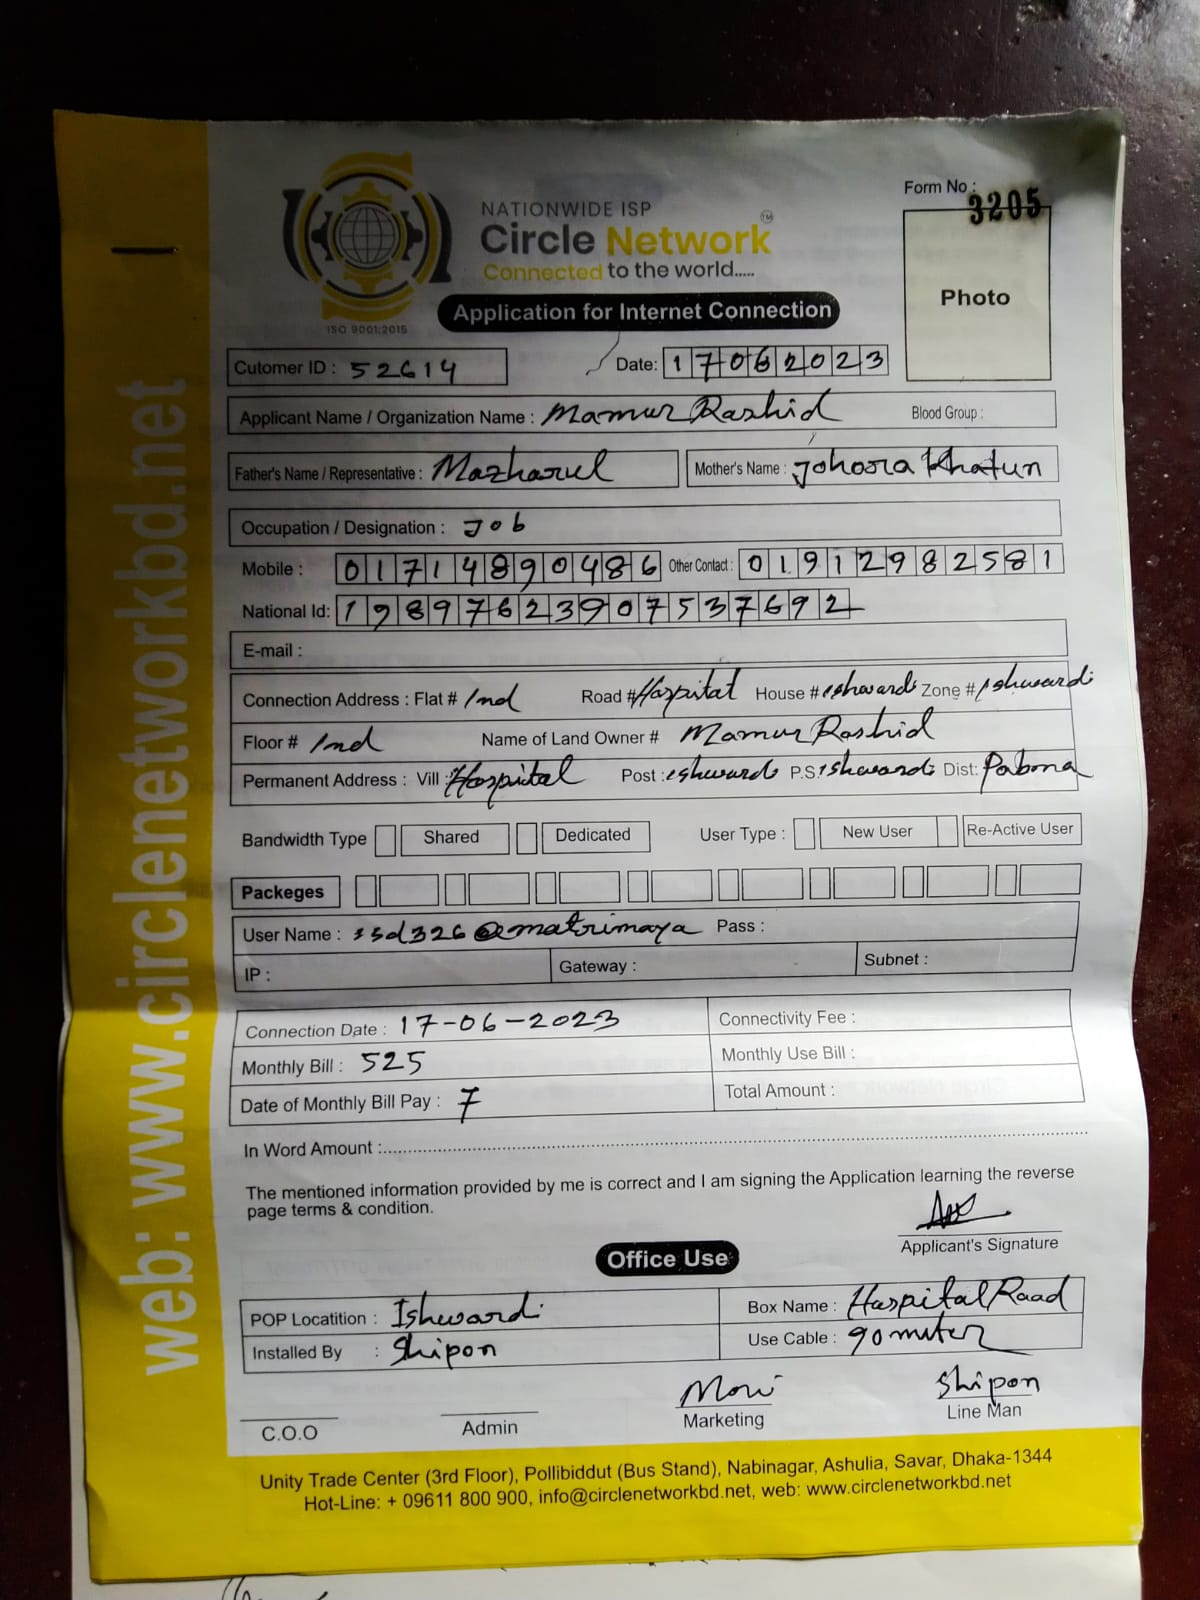 web: www.circlenetworkbd.net
NATIONWIDE ISP
Circle Network TM
Connected to the world.....
ISO 9001:2015
Form No : 3205
Photo
Application for Internet Connection
Cutomer ID : 52614 Date: 17062023
Applicant Name / Organization Name : Mamur Rashid Blood Group :
Father's Name / Representative : Mazharul Mother's Name : Johora Khatun
Occupation / Designation : Job
Mobile : 01714890486 Other Contact : 01912982581
National Id: 19897623907537692
E-mail :
Connection Address : Flat # Ind Road # Hospital House # eshwardi Zone # Ishwardi
Floor # Ind Name of Land Owner # Mamur Rashid
Permanent Address : Vill : Hospital Post : eshwardi P.S: Ishwardi Dist: Pabna
Bandwidth Type Shared Dedicated User Type : New User Re-Active User
Packeges
User Name : isd326@matrimaya Pass :
IP : Gateway : Subnet :
Connection Date : 17-06-2023 Connectivity Fee :
Monthly Bill : 525 Monthly Use Bill :
Date of Monthly Bill Pay : 7 Total Amount :
In Word Amount :
The mentioned information provided by me is correct and I am signing the Application learning the reverse
page terms & condition.
Applicant's Signature
Office Use
POP Locatition : Ishwardi Box Name : Hospital Road
Installed By : Shipon Use Cable : 90 miter
Moni Shipon
C.O.O Admin Marketing Line Man
Unity Trade Center (3rd Floor), Pollibiddut (Bus Stand), Nabinagar, Ashulia, Savar, Dhaka-1344
Hot-Line: + 09611 800 900, info@circlenetworkbd.net, web: www.circlenetworkbd.net